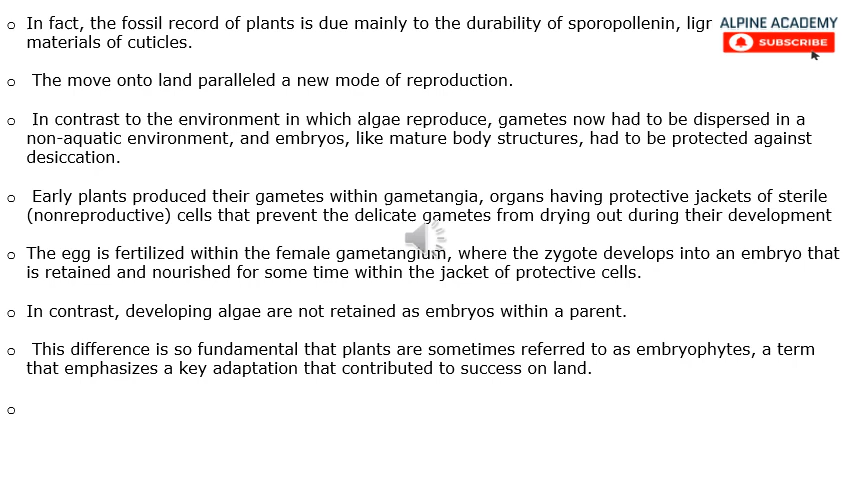 o In fact, the fossil record of plants is due mainly to the durability of sporopollenin,
ALPINE ACADEMY
materials of cuticles.
SUBSCRIBE
o The move onto land paralleled a new mode of reproduction.
o In contrast to the environment in which algae reproduce, gametes now had to be dispersed in a
non-aquatic environment, and embryos, like mature body structures, had to be protected against
desiccation.
o Early plants produced their gametes within gametangia, organs having protective jackets of sterile
(nonreproductive) cells that prevent the delicate gametes from drying out during their development
o The egg is fertilized within the female gametangium, where the zygote develops into an embryo that
is retained and nourished for some time within the jacket of protective cells.
o In contrast, developing algae are not retained as embryos within a parent.
o This difference is so fundamental that plants are sometimes referred to as embryophytes, a term
that emphasizes a key adaptation that contributed to success on land.
o